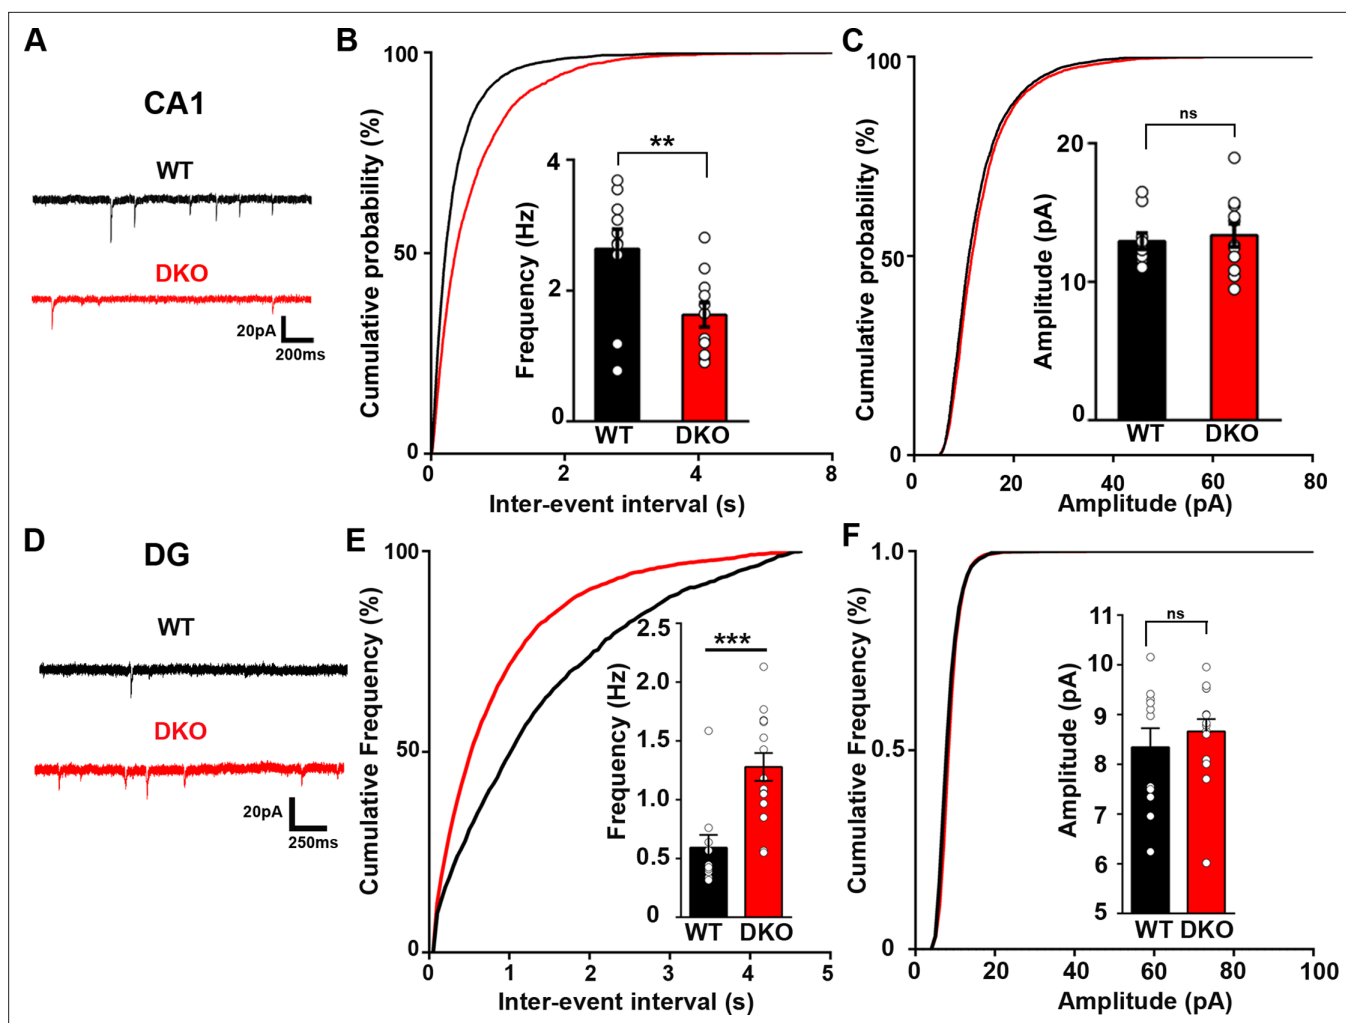 A
CA1
WT
DKO
20pA
200ms
B
Cumulative probability (%)
100
50
0
0
2
4
8
Inter-event interval (s)
Frequency (Hz)
4
2
0
**
WT
DKO
C
Cumulative probability (%)
100
50
0
0
20
40
60
80
Amplitude (pA)
Amplitude (pA)
20
10
0
ns
WT
DKO
D
DG
WT
DKO
20pA
250ms
E
Cumulative Frequency (%)
100
50
0
0
1
2
3
4
5
Inter-event interval (s)
Frequency (Hz)
2.5
2.0
1.5
1.0
0.5
0
***
WT
DKO
F
Cumulative Frequency (%)
1.0
0.5
0
0
20
40
60
80
100
Amplitude (pA)
Amplitude (pA)
11
10
9
8
7
6
5
ns
WT
DKO